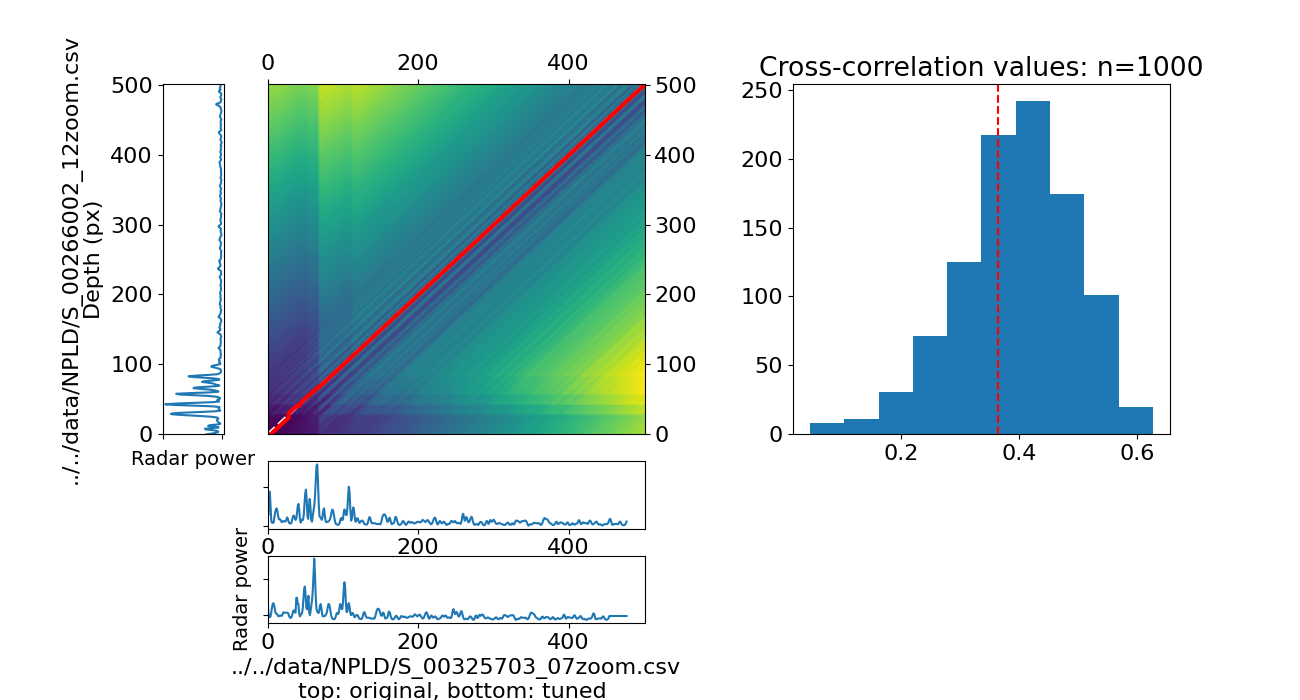 0 200 400
Cross-correlation values: n=1000
../../data/NPLD/S_00266002_12zoom.csv
Depth (px)
500
400
300
200
100
0
Radar power
500
400
300
200
100
0
250
200
150
100
50
0
0.2 0.4 0.6
0 200 400
Radar power
0 200 400
../../data/NPLD/S_00325703_07zoom.csv
top: original, bottom: tuned